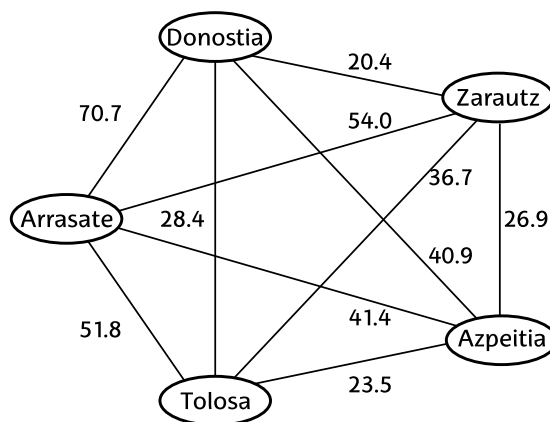 Donostia
20.4
Zarautz
70.7
54.0
36.7
Arrasate
28.4
26.9
40.9
51.8
41.4
Azpeitia
23.5
Tolosa